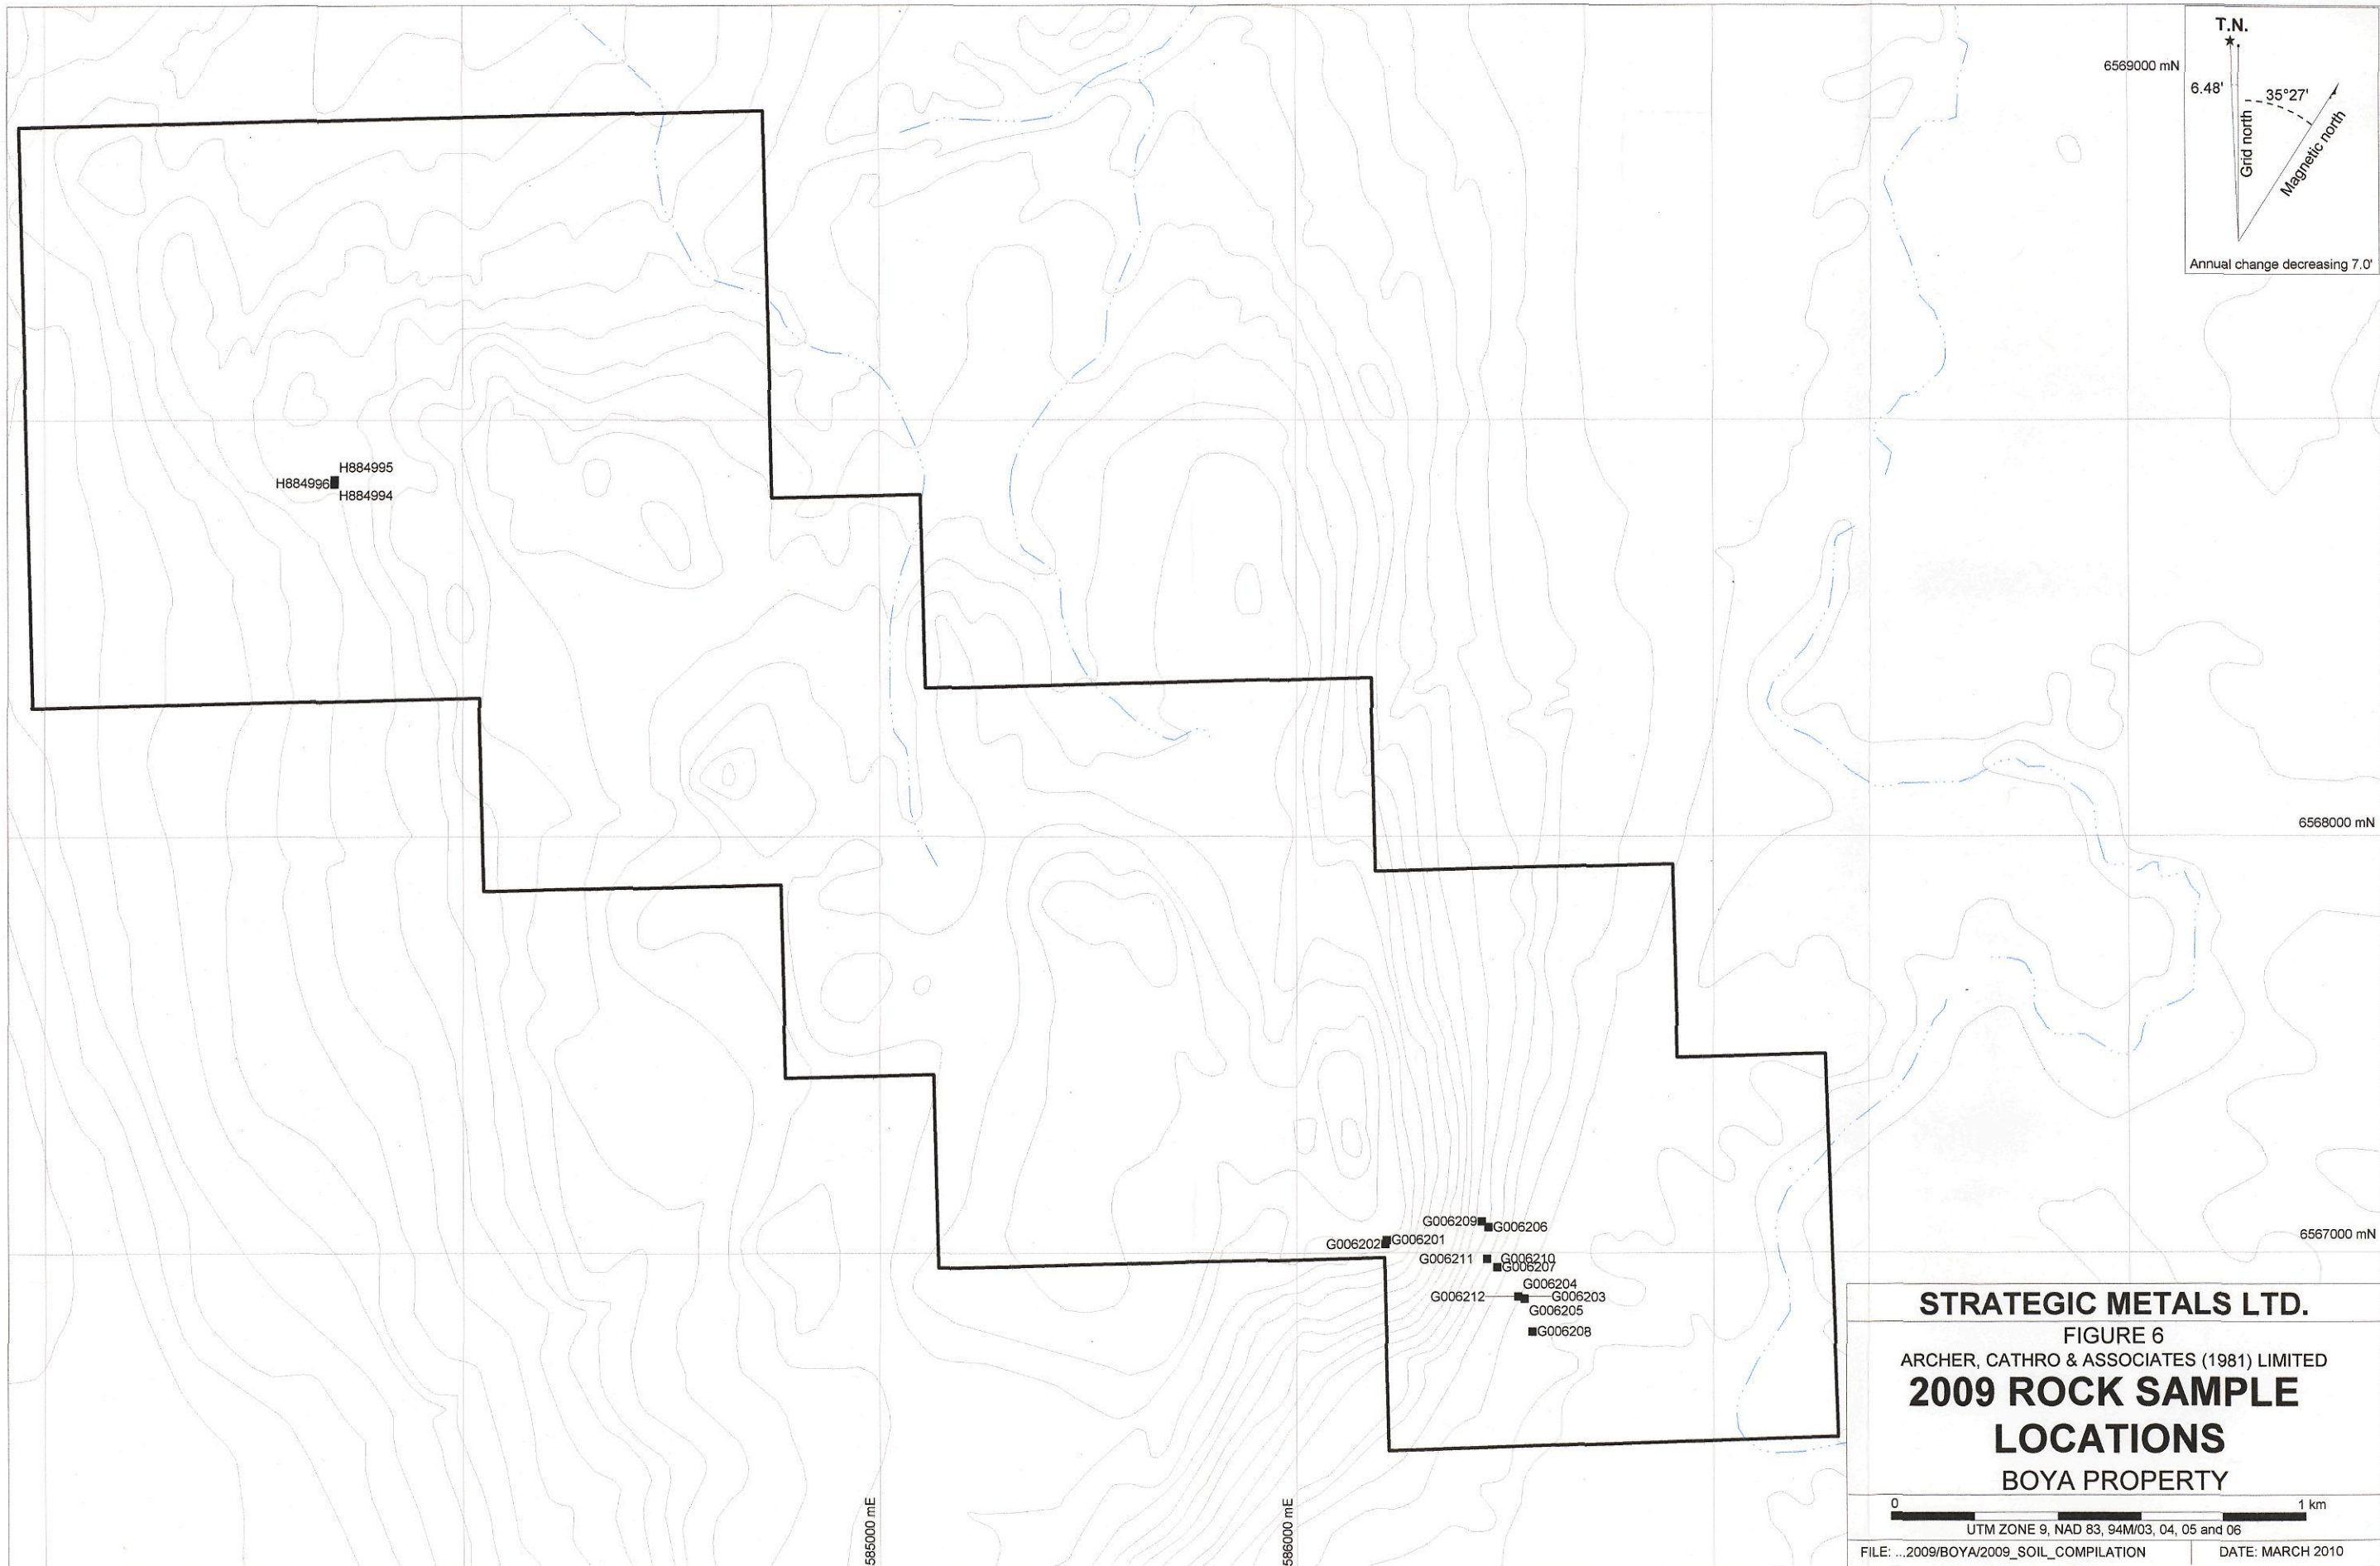 T.N.
6569000 mN
6.48'
35°27'
Grid north
Magnetic north
Annual change decreasing 7.0'
H884995
H884996
H884994
6568000 mN
G006209
G006206
G006202
G006201
6567000 mN
G006211
G006210
G006207
G006204
G006212
G006203
G006205
G006208
585000 mE
586000 mE
STRATEGIC METALS LTD.
FIGURE 6
ARCHER, CATHRO & ASSOCIATES (1981) LIMITED
2009 ROCK SAMPLE
LOCATIONS
BOYA PROPERTY
0 1 km
UTM ZONE 9, NAD 83, 94M/03, 04, 05 and 06
FILE: ...2009/BOYA/2009_SOIL_COMPILATION
DATE: MARCH 2010